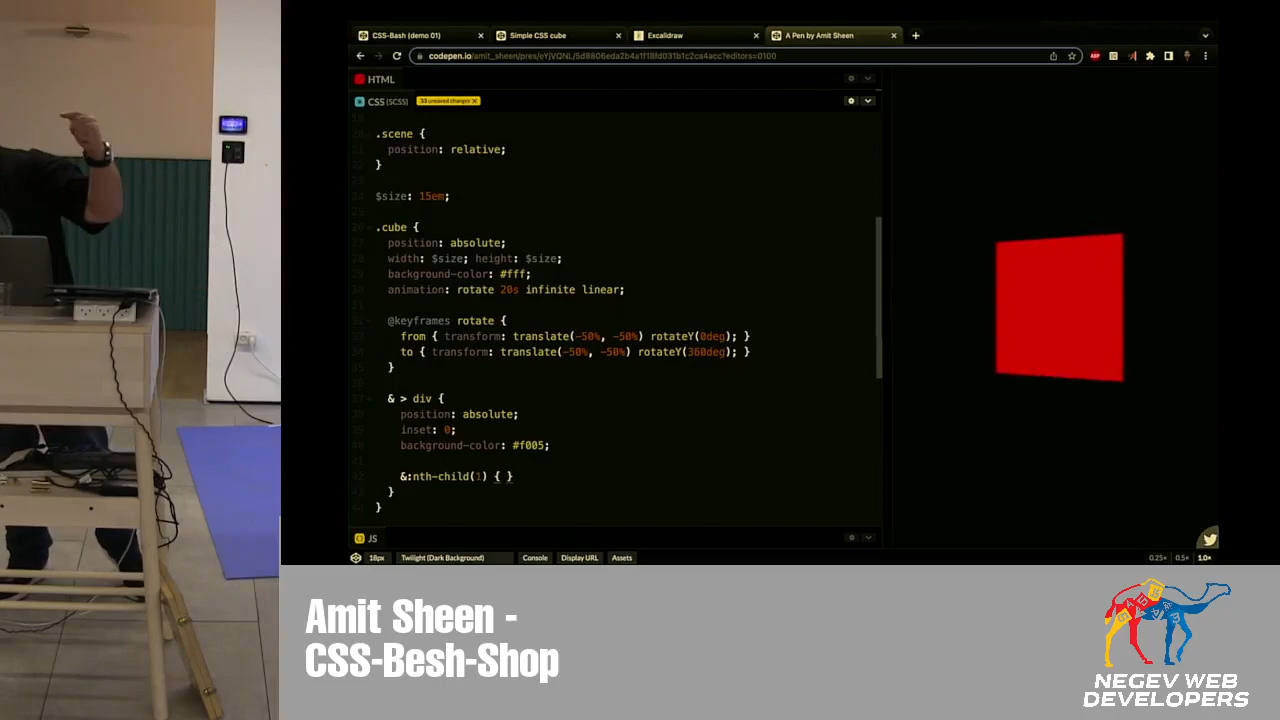 CSS-Bash (demo 01)
Simple CSS cube
Excalidraw
A Pen by Amit Sheen
codepen.io/amit_sheen/pres/eYjVQNL/5d8806eda2b4a1f18fd031b1c2ca4acc?editors=0100
HTML
CSS (SCSS)
33 unsaved changes X
.scene {
position: relative;
}
$size: 15em;
.cube {
position: absolute;
width: $size; height: $size;
background-color: #fff;
animation: rotate 20s infinite linear;
@keyframes rotate {
from { transform: translate(-50%, -50%) rotateY(0deg); }
to { transform: translate(-50%, -50%) rotateY(360deg); }
}
& > div {
position: absolute;
inset: 0;
background-color: #f005;
&:nth-child(1) { }
}
}
JS
18px
Twilight (Dark Background)
Console
Display URL
Assets
0.25×
0.5×
1.0×
Amit Sheen -
CSS-Besh-Shop
NEGEV WEB
DEVELOPERS